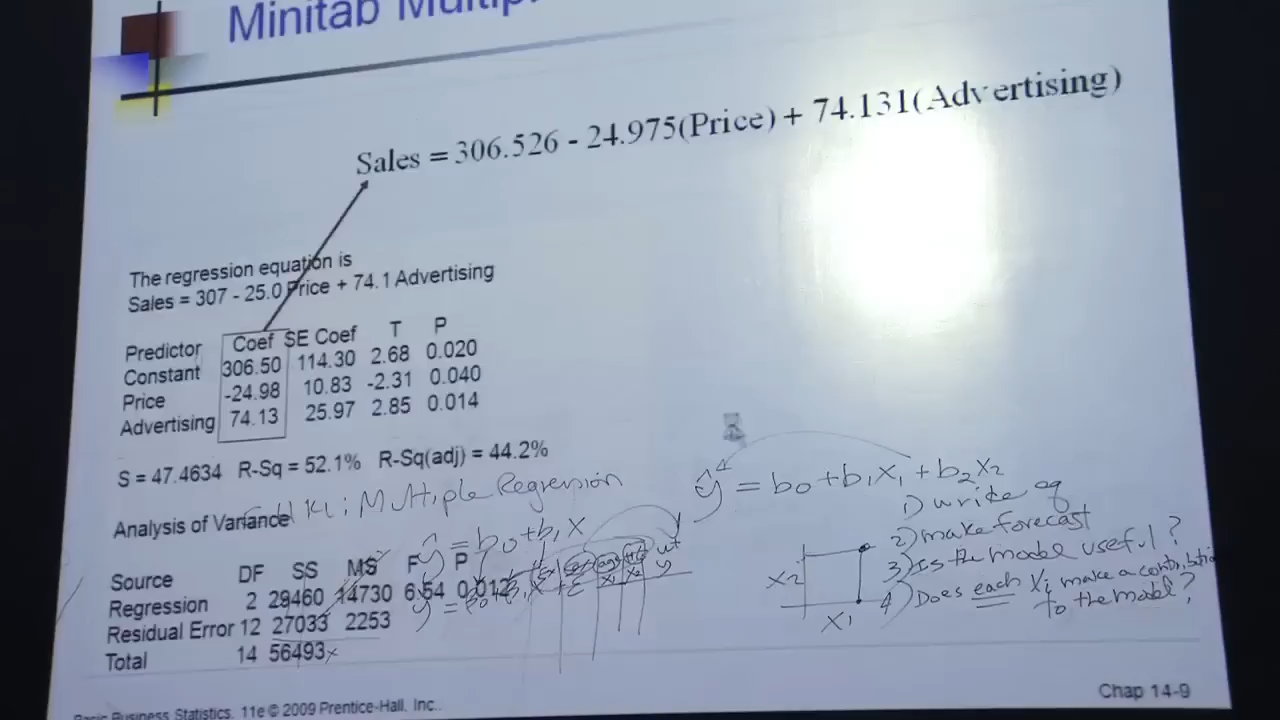 Minitab Multip
Sales = 306.526 - 24.975(Price) + 74.131(Advertising)
The regression equation is
Sales = 307 - 25.0 Price + 74.1 Advertising
Predictor Coef SE Coef T P
Constant 306.50 114.30 2.68 0.020
Price -24.98 10.83 -2.31 0.040
Advertising 74.13 25.97 2.85 0.014
S = 47.4634 R-Sq = 52.1% R-Sq(adj) = 44.2%
Multiple Regression
ŷ = b0 + b1x1 + b2x2
1) write eq
2) make forecast
3) Is the model useful?
4) Does each Xi make a contribution
to the model?
X2
X1
Analysis of Variance
ŷ = b0 + b1 X
Source DF SS MS F P
Regression 2 29460 14730 6.54 0.012
Residual Error 12 27033 2253
Total 14 56493
X1 X2 y
Basic Business Statistics, 11e © 2009 Prentice-Hall, Inc..
Chap 14-9